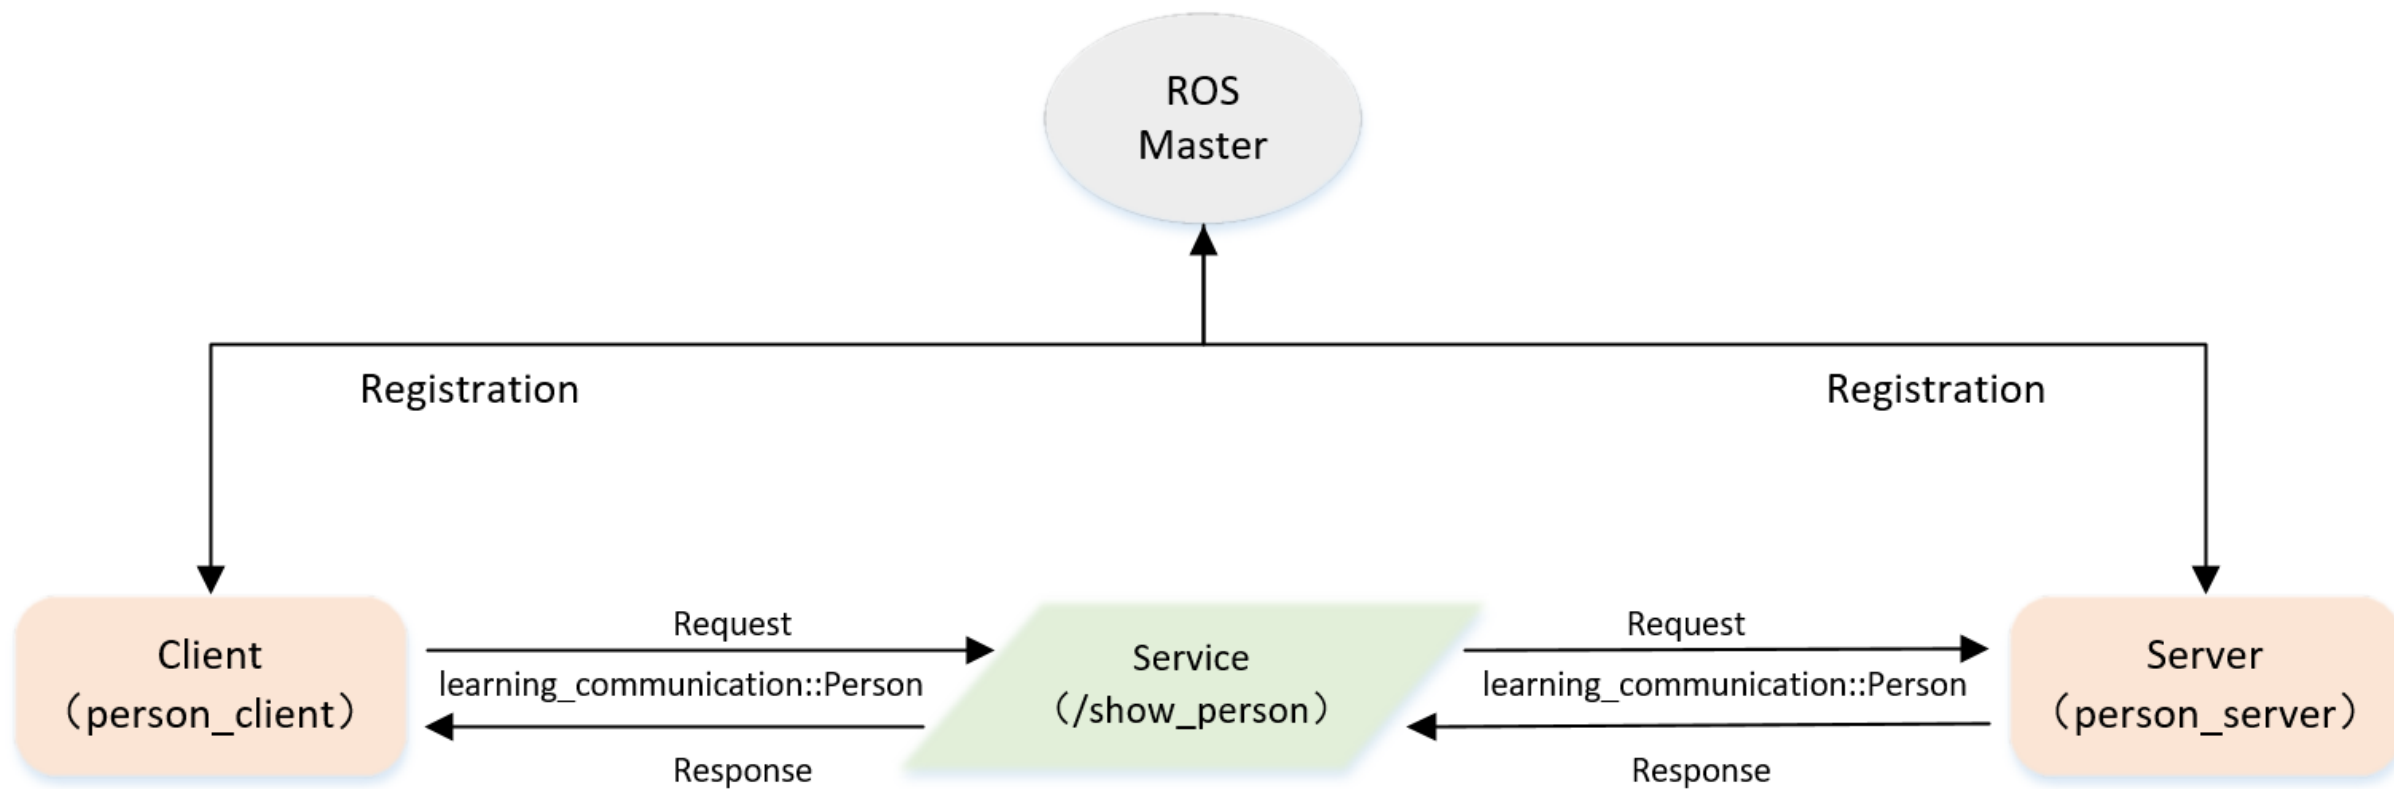 ROS
Master
Registration
Registration
Request
Request
Client
（person_client）
learning_communication::Person
Service
（/show_person）
learning_communication::Person
Server
（person_server）
Response
Response